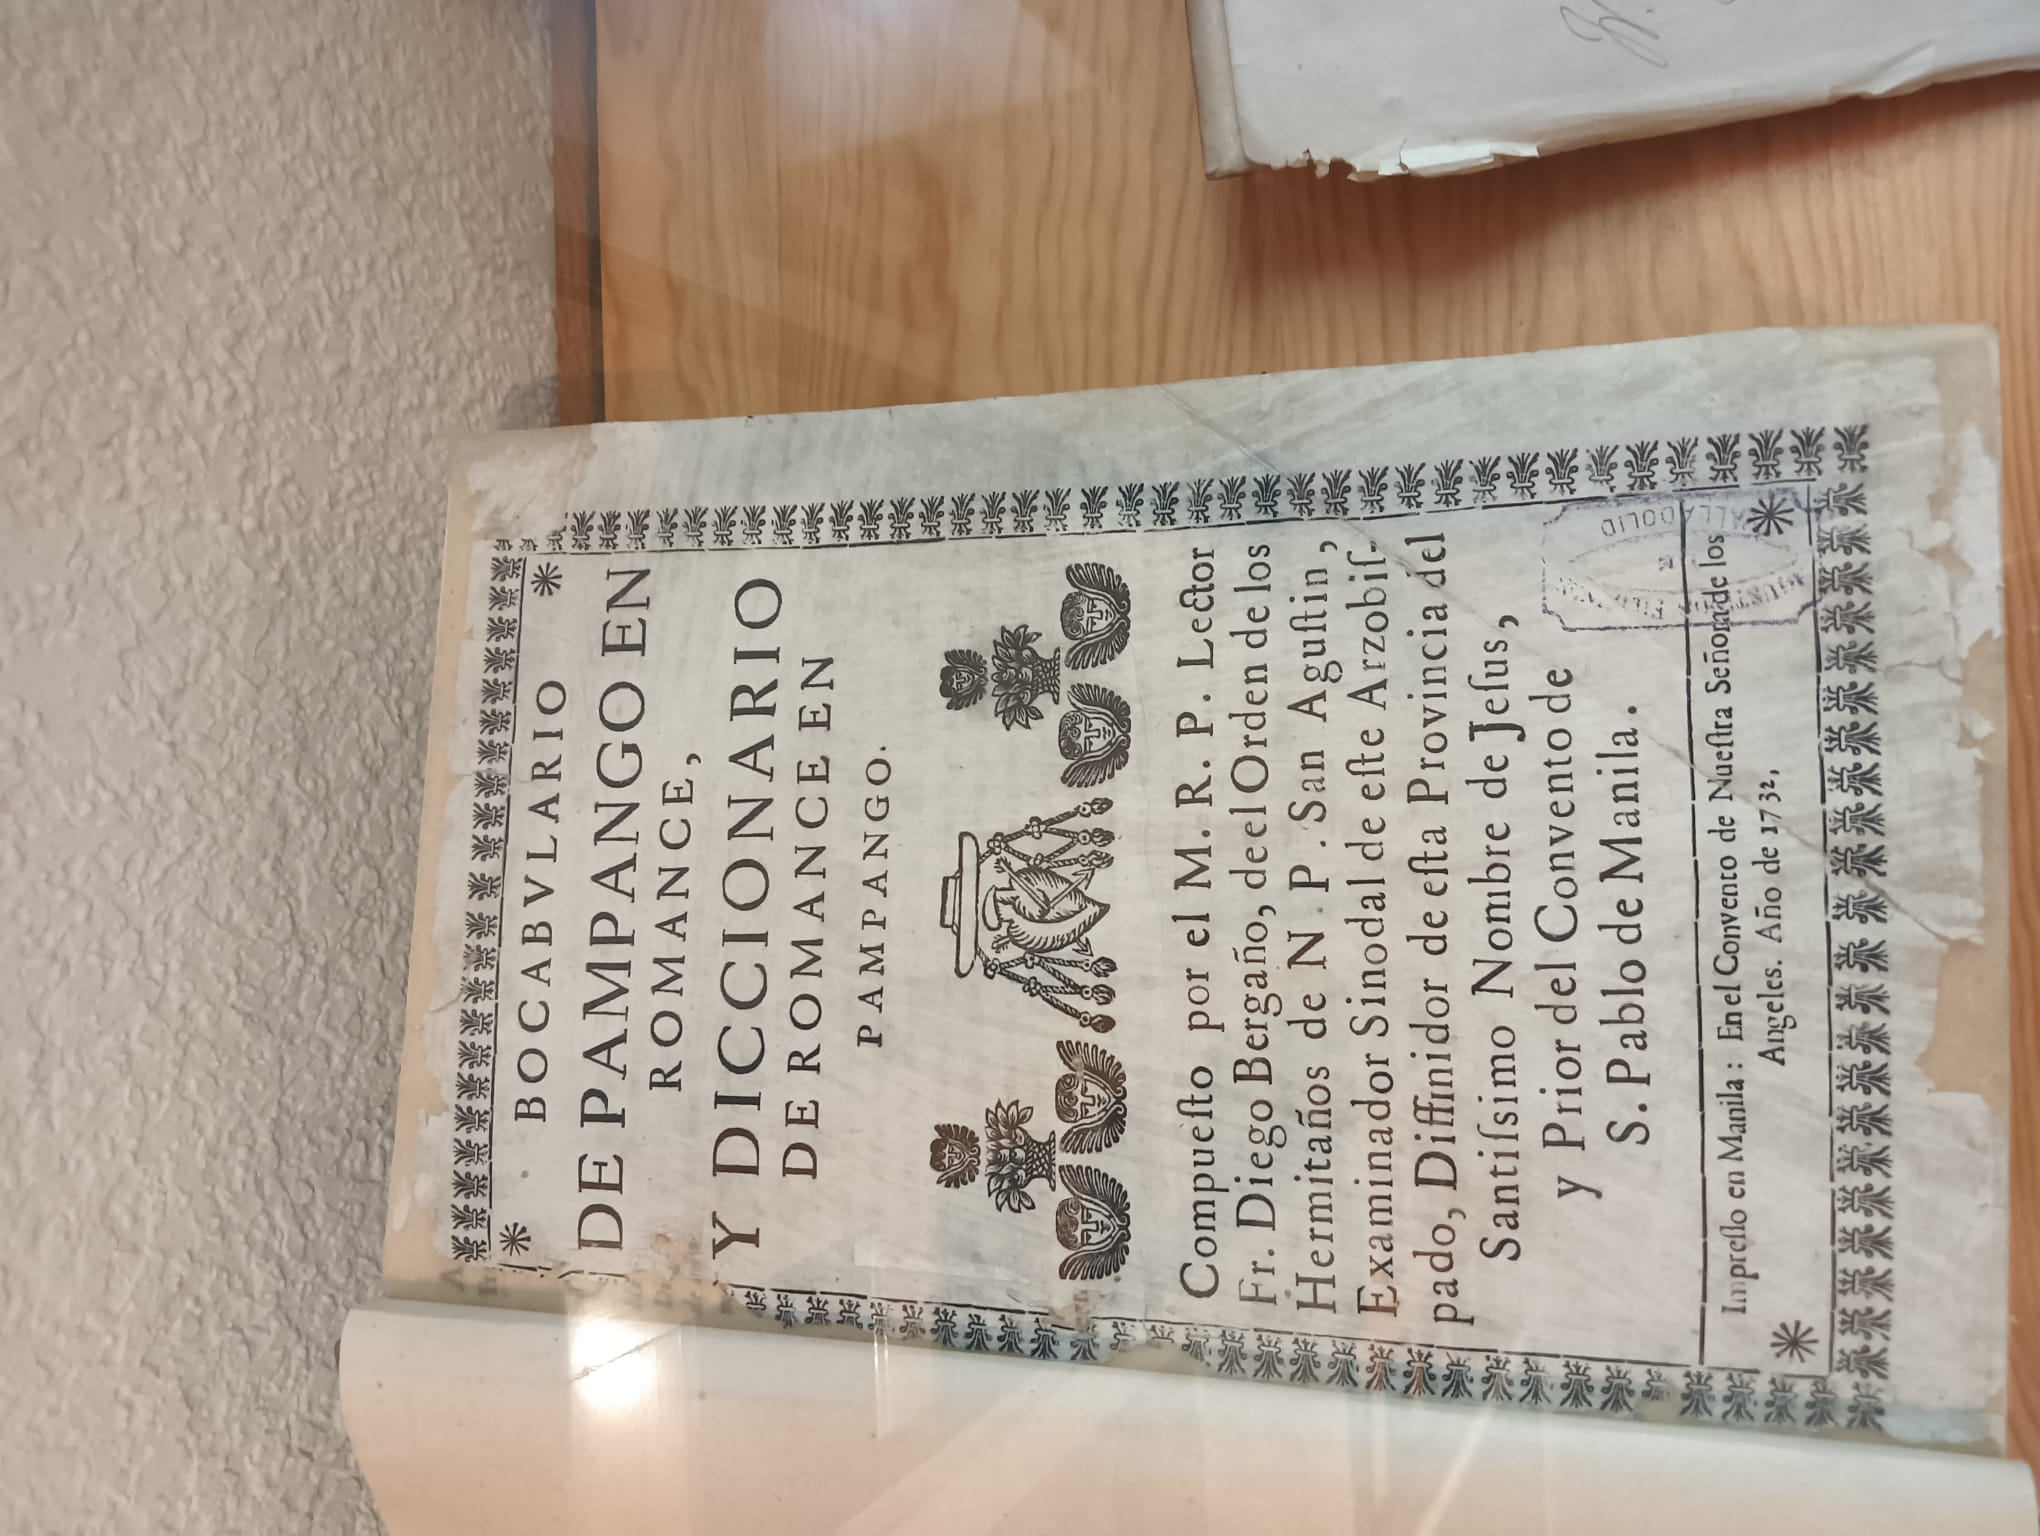 BOCABVLARIO
DE PAMPANGO EN
ROMANCE,
Y DICCIONARIO
DE ROMANCE EN
PAMPANGO.
Compueſto por el M. R. P. Lector
Fr. Diego Bergaño, de el Orden de los
Hermitaños de N. P. San Aguſtin,
Examinador Sinodal de eſte Arzobiſ-
pado, Diffinidor de eſta Provincia del
Santiſsimo Nombre de Jeſus,
y Prior del Convento de
S. Pablo de Manila.
Impreſſo en Manila: En el Convento de Nueſtra Señora de los
Angeles. Año de 1732,
VALLADOLID